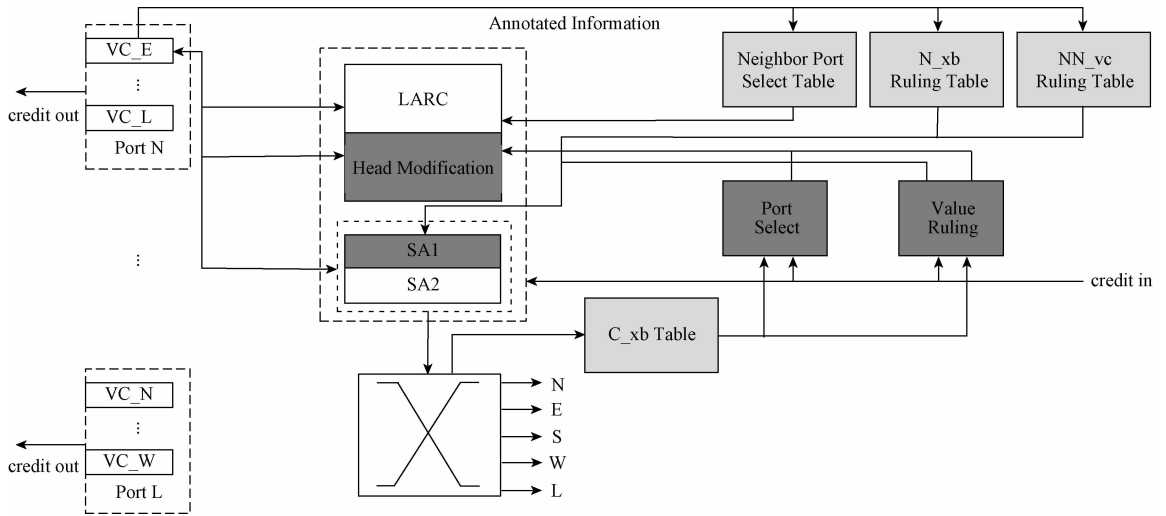 Annotated Information
VC_E
⋮
VC_L
Port N
credit out
LARC
Head Modification
SA1
SA2
Neighbor Port
Select Table
N_xb
Ruling Table
NN_vc
Ruling Table
Port
Select
Value
Ruling
credit in
⋮
C_xb Table
N
E
S
W
L
VC_N
⋮
VC_W
Port L
credit out